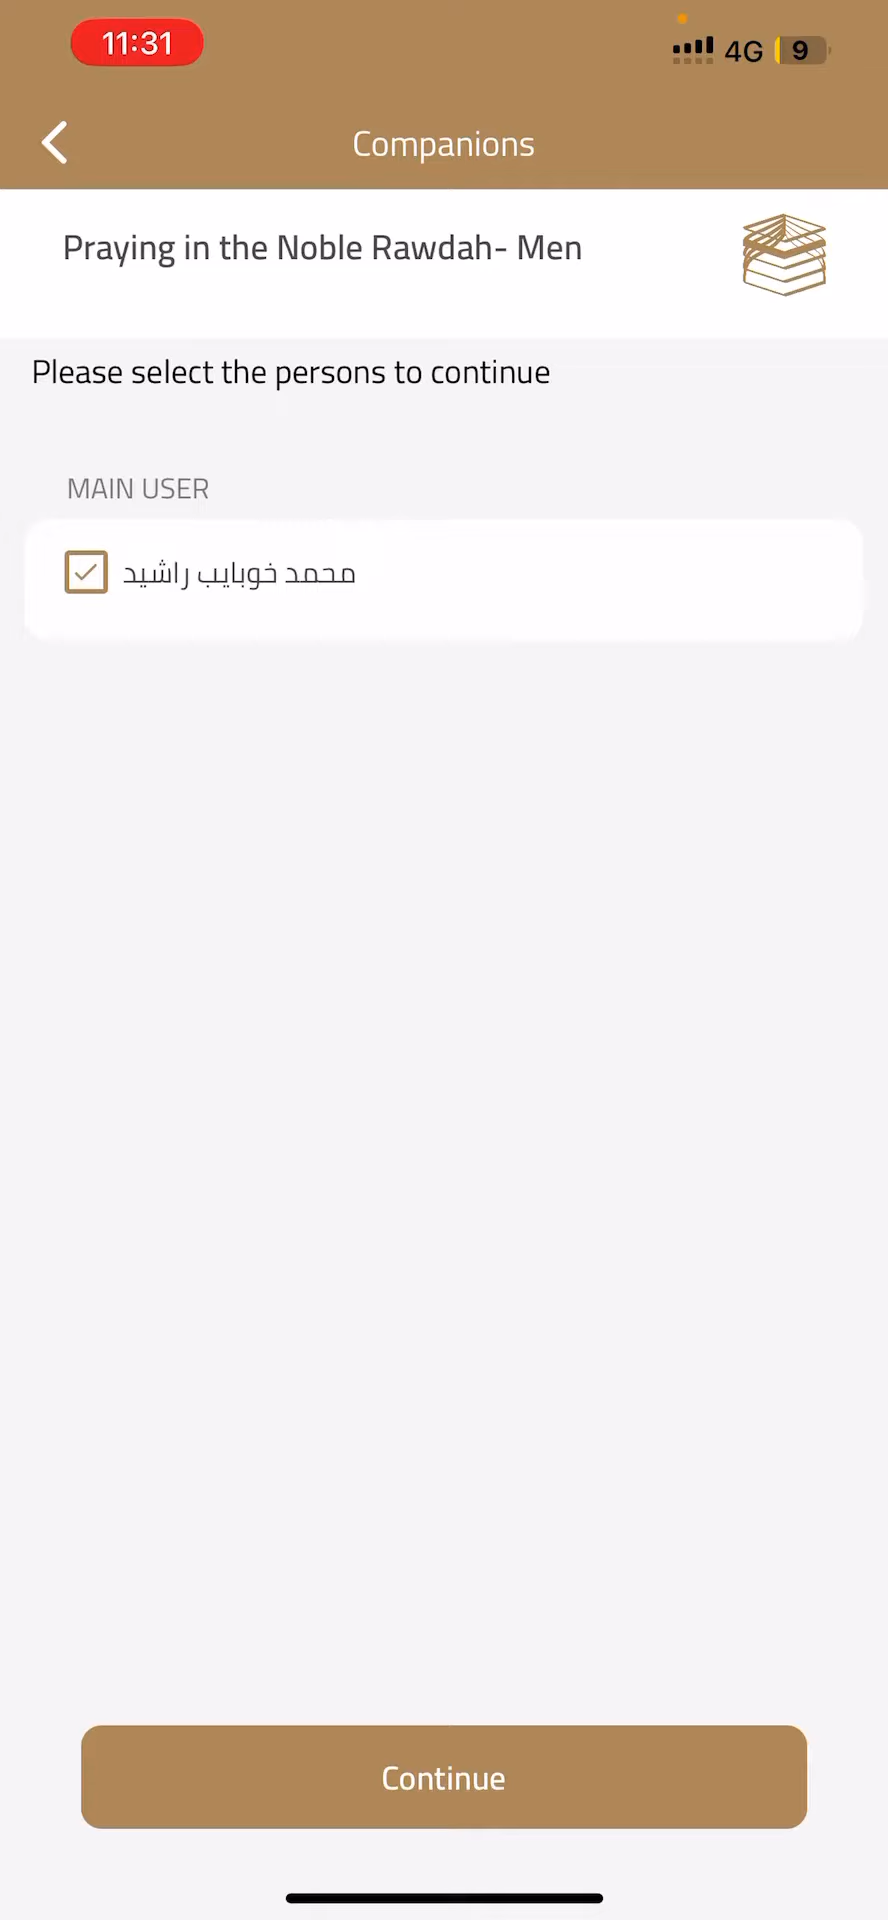 11:31
4G 9
Companions
Praying in the Noble Rawdah- Men
Please select the persons to continue
MAIN USER
محمد خوبايب راشيد
Continue